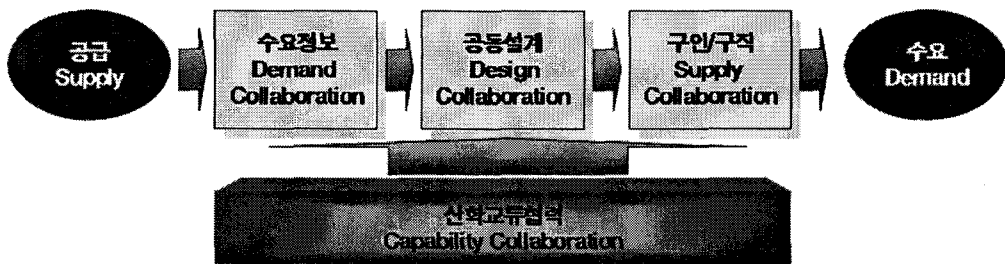 공급
Supply
수요정보
Demand
Collaboration
공동설계
Design
Collaboration
구인/구직
Supply
Collaboration
수요
Demand
산학교류협력
Capability Collaboration